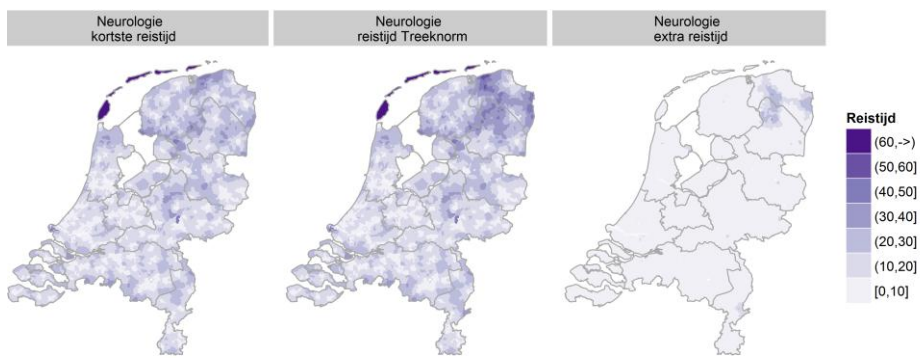 Neurologie
kortste reistijd
Neurologie
reistijd Treeknorm
Neurologie
extra reistijd
Reistijd
(60,->)
(50,60]
(40,50]
(30,40]
(20,30]
(10,20]
[0,10]